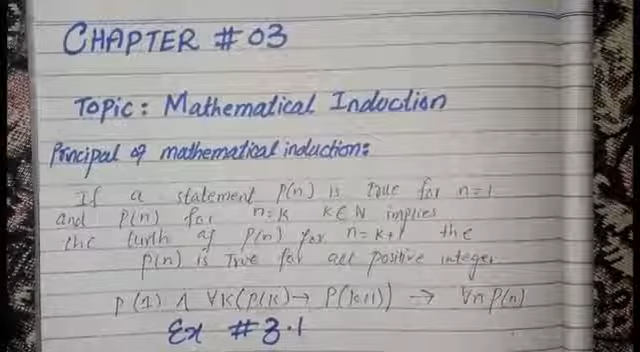 CHAPTER # 03
Topic: Mathematical Induction
Principal of mathematical induction:
If a statement P(n) is true for n=1
and P(n) for n=k k∈N implies
the turth of P(n) for n=k+1 the
P(n) is True for all positive integer
P(1) ∧ ∀k(P(k)→ P(k+1)) → ∀n P(n)
Ex #3.1